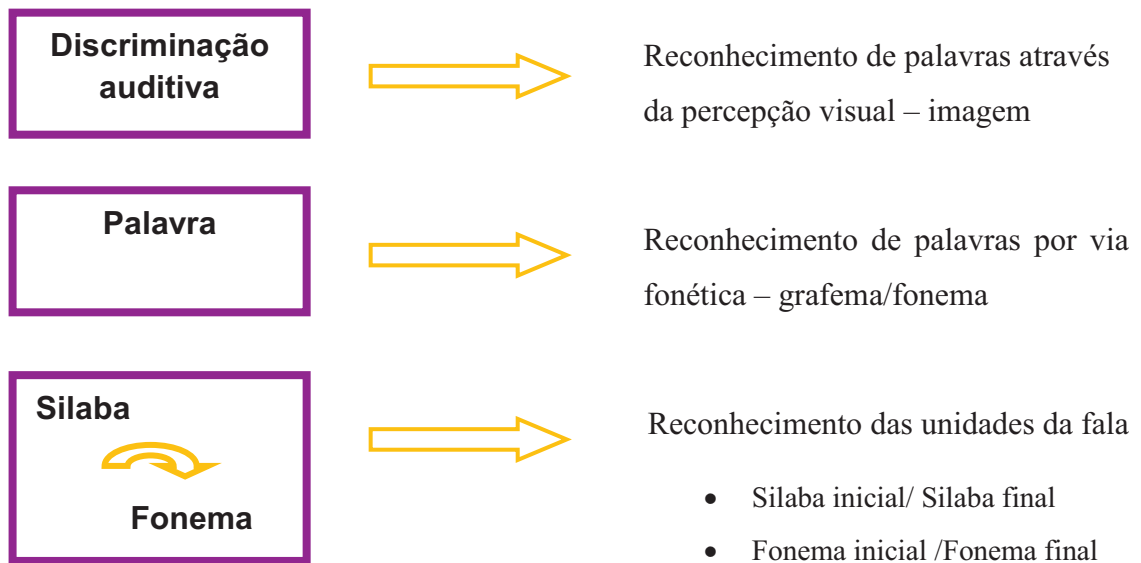 Discriminação
auditiva
Reconhecimento de palavras através
da percepção visual – imagem
Palavra
Reconhecimento de palavras por via
fonética – grafema/fonema
Silaba
Fonema
Reconhecimento das unidades da fala
• Silaba inicial/ Silaba final
• Fonema inicial /Fonema final